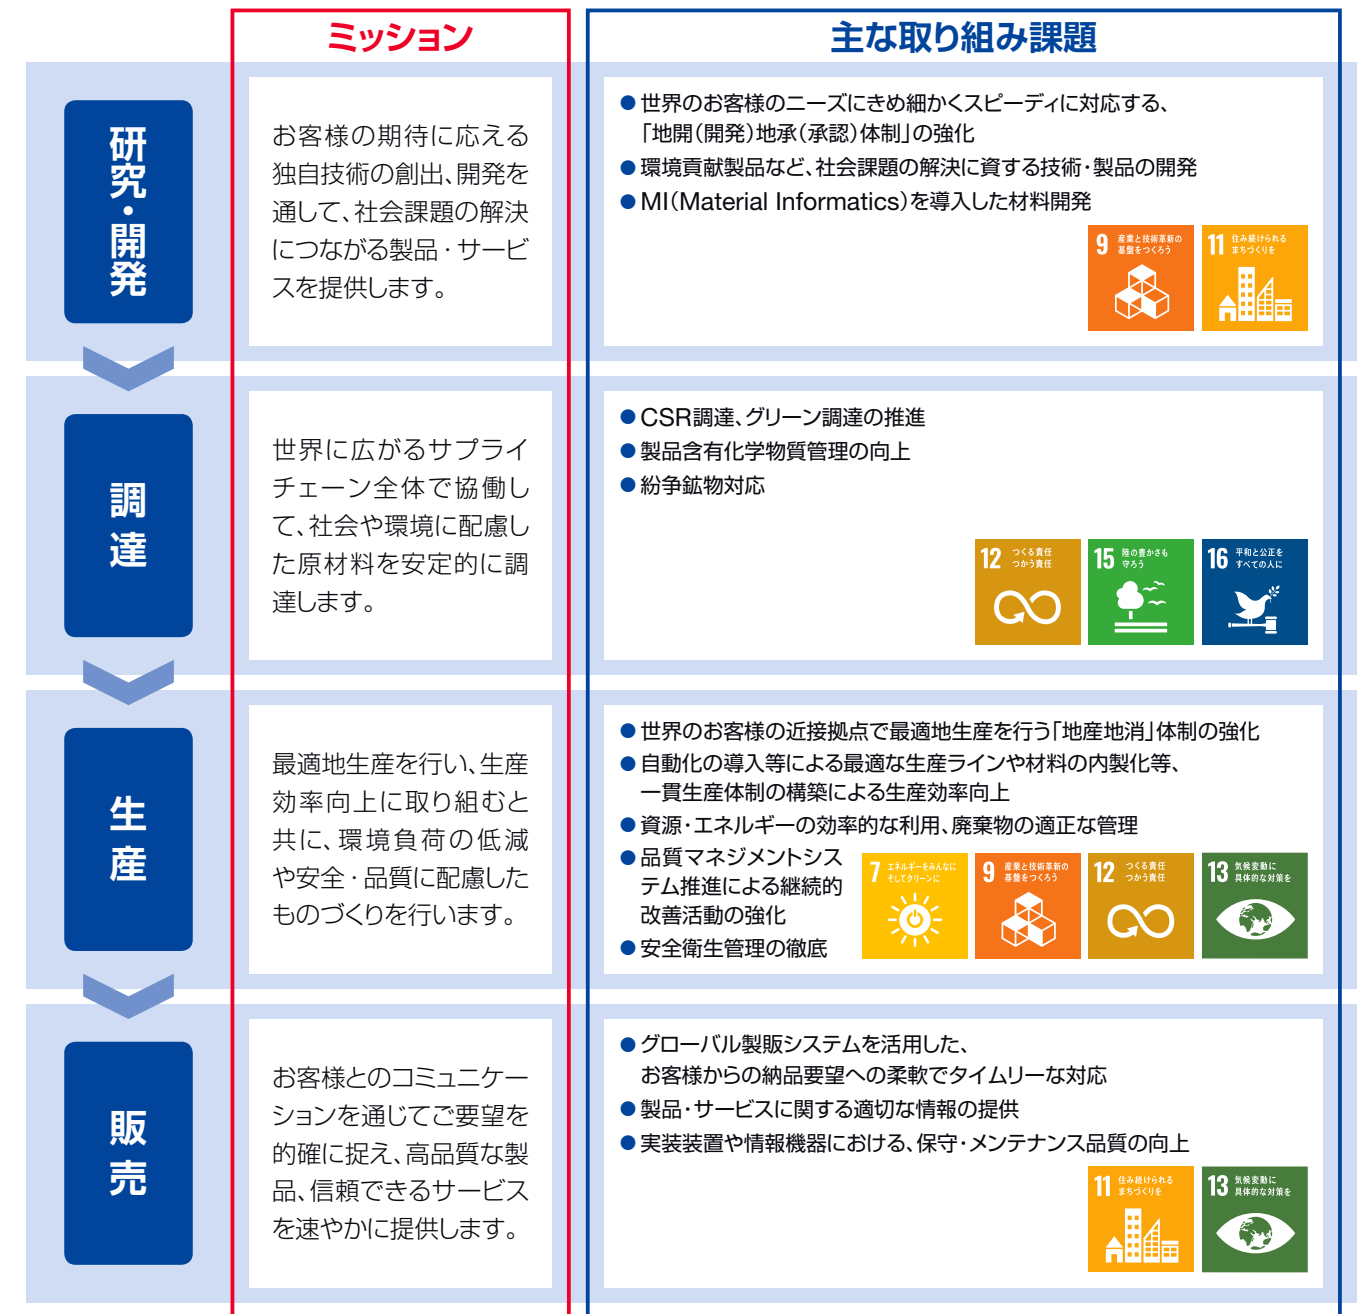 ミッション
主な取り組み課題
研究・開発
お客様の期待に応える
独自技術の創出、開発を
通して、社会課題の解決
につながる製品・サービ
スを提供します。
●世界のお客様のニーズにきめ細かくスピーディに対応する、
「地開(開発)地承(承認)体制」の強化
●環境貢献製品など、社会課題の解決に資する技術・製品の開発
●MI(Material Informatics)を導入した材料開発
9 産業と技術革新の
基盤をつくろう
11 住み続けられる
まちづくりを
調達
世界に広がるサプライ
チェーン全体で協働し
て、社会や環境に配慮し
た原材料を安定的に調
達します。
●CSR調達、グリーン調達の推進
●製品含有化学物質管理の向上
●紛争鉱物対応
12 つくる責任
つかう責任
15 陸の豊かさも
守ろう
16 平和と公正を
すべての人に
生産
最適地生産を行い、生産
効率向上に取り組むと
共に、環境負荷の低減
や安全・品質に配慮した
ものづくりを行います。
●世界のお客様の近接拠点で最適地生産を行う「地産地消」体制の強化
●自動化の導入等による最適な生産ラインや材料の内製化等、
一貫生産体制の構築による生産効率向上
●資源・エネルギーの効率的な利用、廃棄物の適正な管理
●品質マネジメントシス
テム推進による継続的
改善活動の強化
●安全衛生管理の徹底
7 エネルギーをみんなに
そしてクリーンに
9 産業と技術革新の
基盤をつくろう
12 つくる責任
つかう責任
13 気候変動に
具体的な対策を
販売
お客様とのコミュニケー
ションを通じてご要望を
的確に捉え、高品質な製
品、信頼できるサービス
を速やかに提供します。
●グローバル製販システムを活用した、
お客様からの納品要望への柔軟でタイムリーな対応
●製品・サービスに関する適切な情報の提供
●実装装置や情報機器における、保守・メンテナンス品質の向上
11 住み続けられる
まちづくりを
13 気候変動に
具体的な対策を